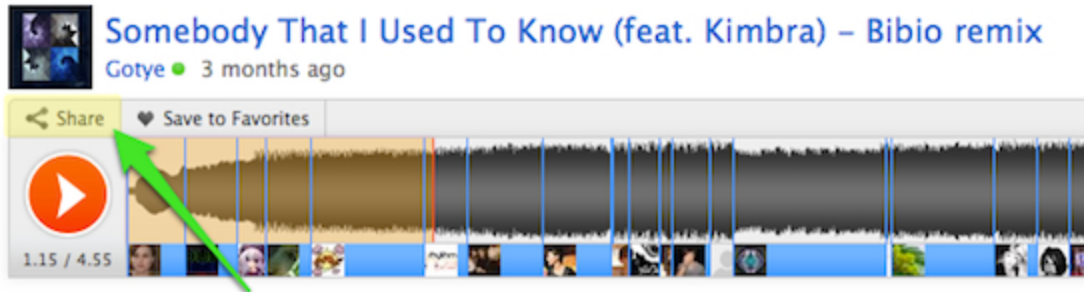 Somebody That I Used To Know (feat. Kimbra) – Bibio remix
Gotye 3 months ago
Share Save to Favorites
1.15 / 4.55
rhythm